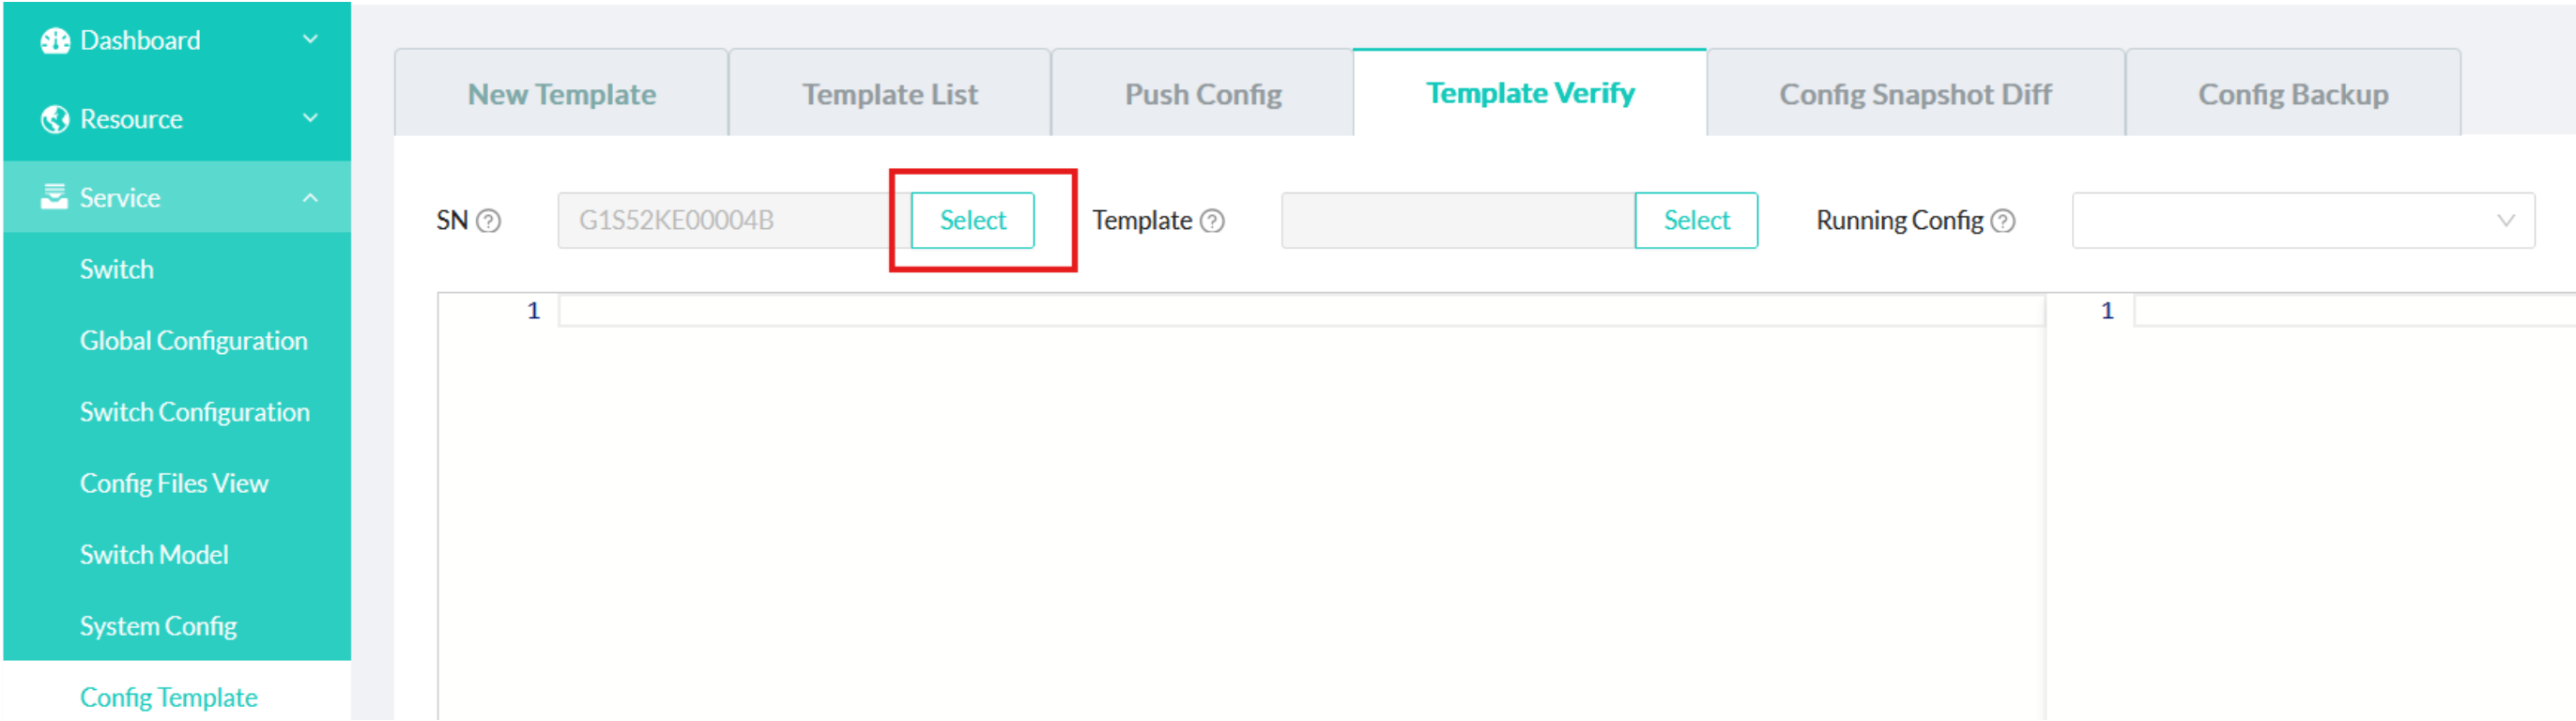 Dashboard
Resource
Service
Switch
Global Configuration
Switch Configuration
Config Files View
Switch Model
System Config
Config Template
New Template
Template List
Push Config
Template Verify
Config Snapshot Diff
Config Backup
SN ? G1S52KE00004B Select Template ? Select Running Config ?
1 1